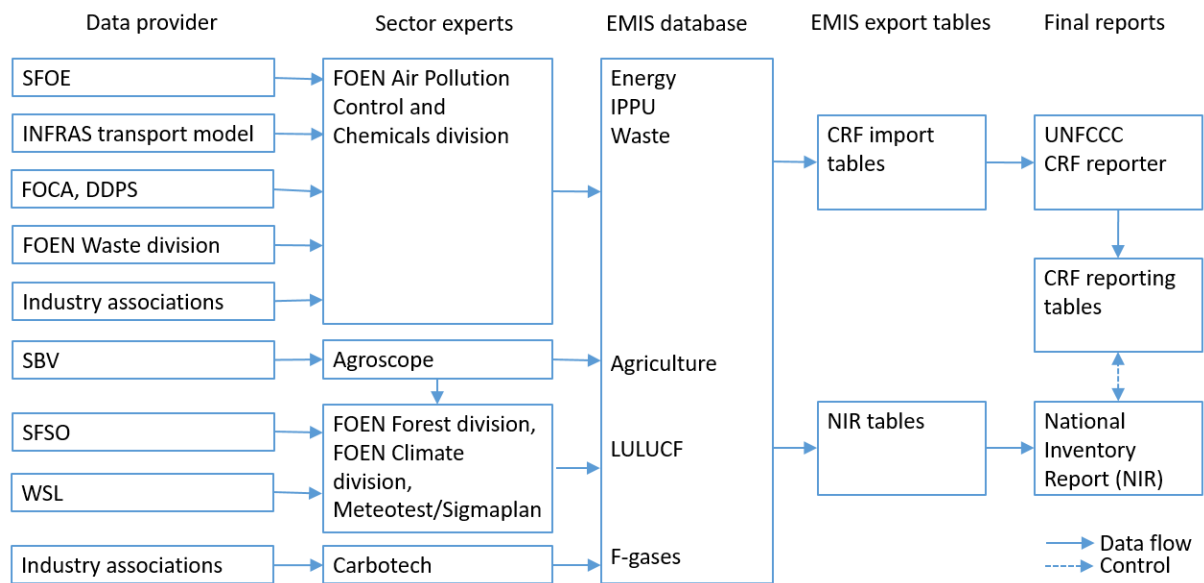 Data provider
Sector experts
EMIS database
EMIS export tables
Final reports
SFOE
INFRAS transport model
FOCA, DDPS
FOEN Waste division
Industry associations
SBV
SFSO
WSL
Industry associations
FOEN Air Pollution
Control and
Chemicals division
Agroscope
FOEN Forest division,
FOEN Climate
division,
Meteotest/Sigmaplan
Carbotech
Energy
IPPU
Waste
Agriculture
LULUCF
F-gases
CRF import
tables
NIR tables
UNFCCC
CRF reporter
CRF reporting
tables
National
Inventory
Report (NIR)
Data flow
Control